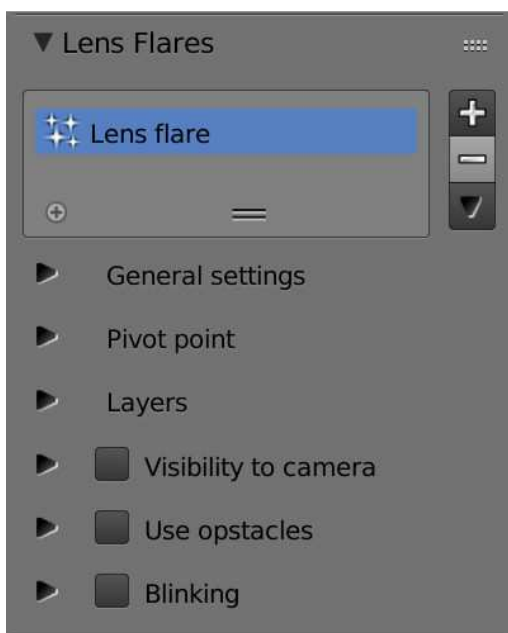 Lens Flares
Lens flare
General settings
Pivot point
Layers
Visibility to camera
Use opstacles
Blinking